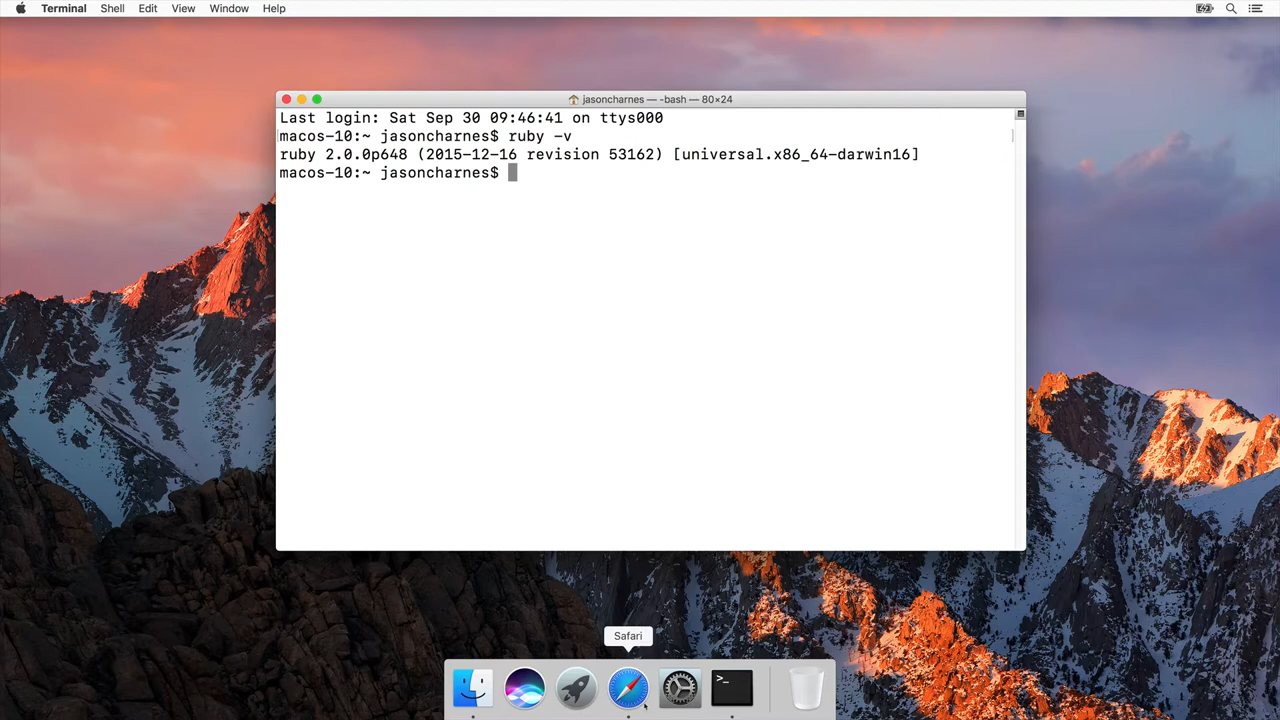 Terminal Shell Edit View Window Help
jasoncharnes — -bash — 80×24
Last login: Sat Sep 30 09:46:41 on ttys000
macos-10:~ jasoncharnes$ ruby -v
ruby 2.0.0p648 (2015-12-16 revision 53162) [universal.x86_64-darwin16]
macos-10:~ jasoncharnes$
Safari
>_